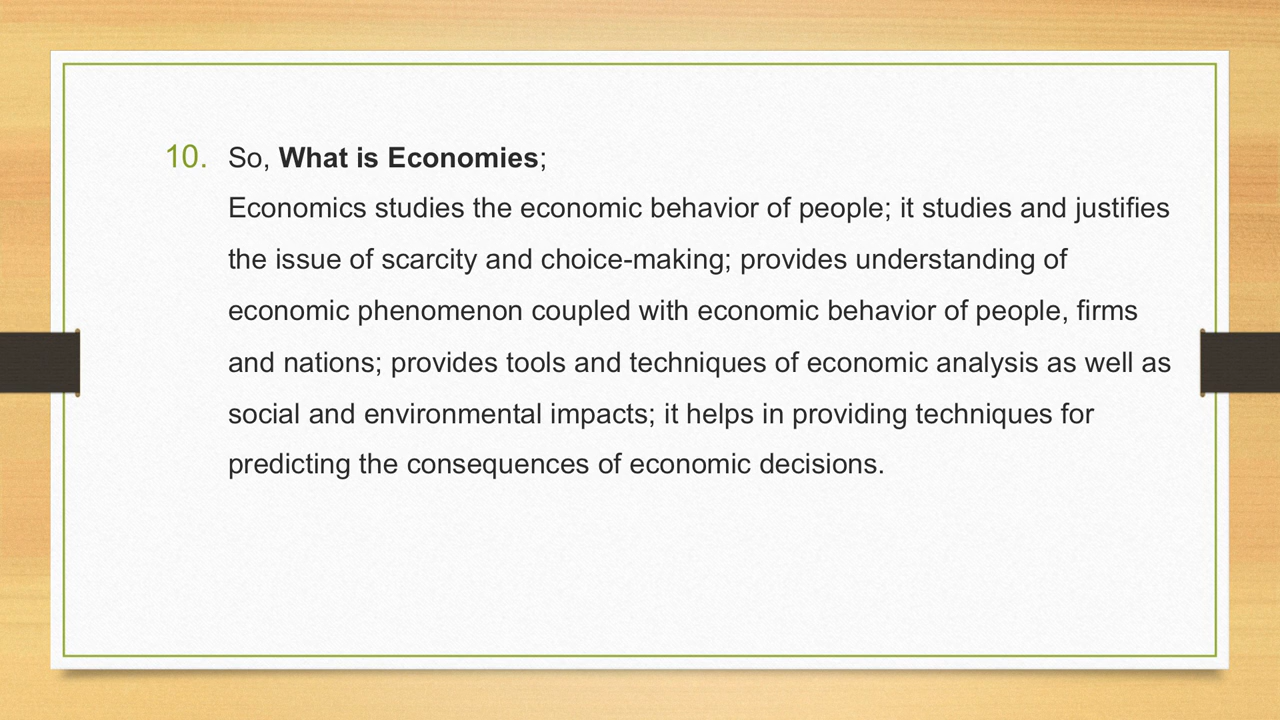 10. So, What is Economies;
Economics studies the economic behavior of people; it studies and justifies
the issue of scarcity and choice-making; provides understanding of
economic phenomenon coupled with economic behavior of people, firms
and nations; provides tools and techniques of economic analysis as well as
social and environmental impacts; it helps in providing techniques for
predicting the consequences of economic decisions.